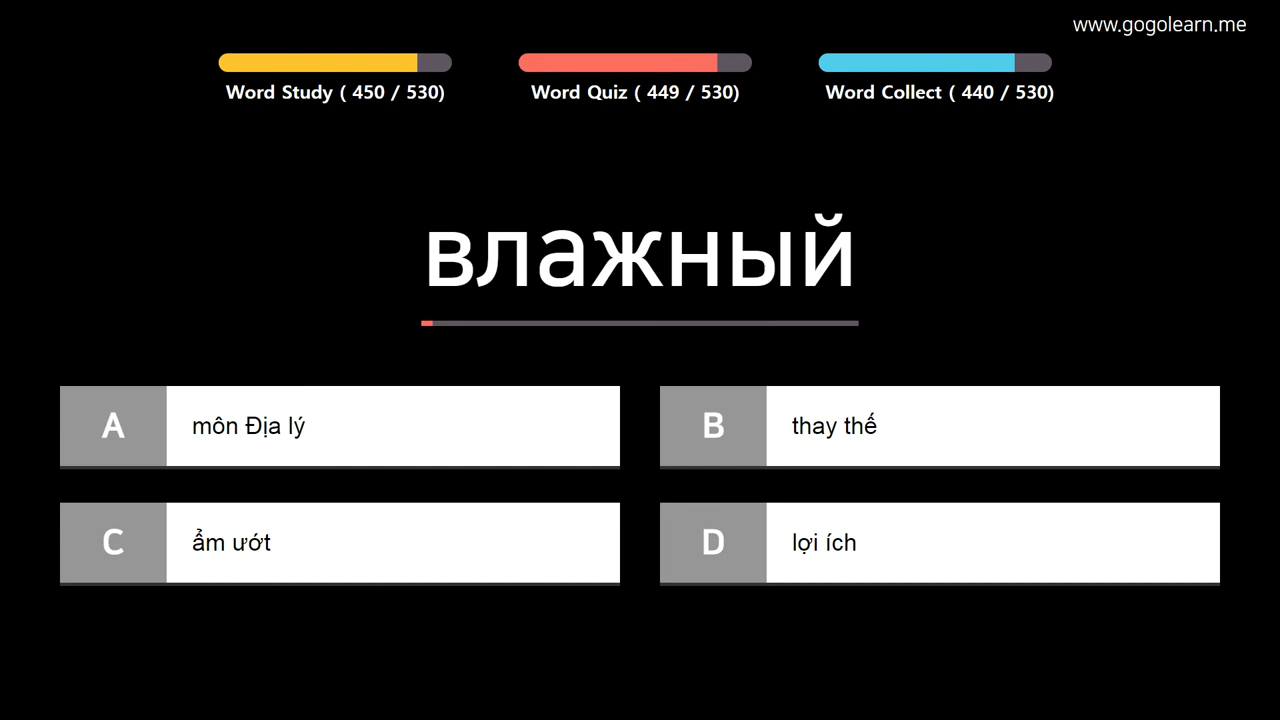 www.gogolearn.me
Word Study ( 450 / 530)
Word Quiz ( 449 / 530)
Word Collect ( 440 / 530)
влажный
A
môn Địa lý
B
thay thế
C
ẩm ướt
D
lợi ích